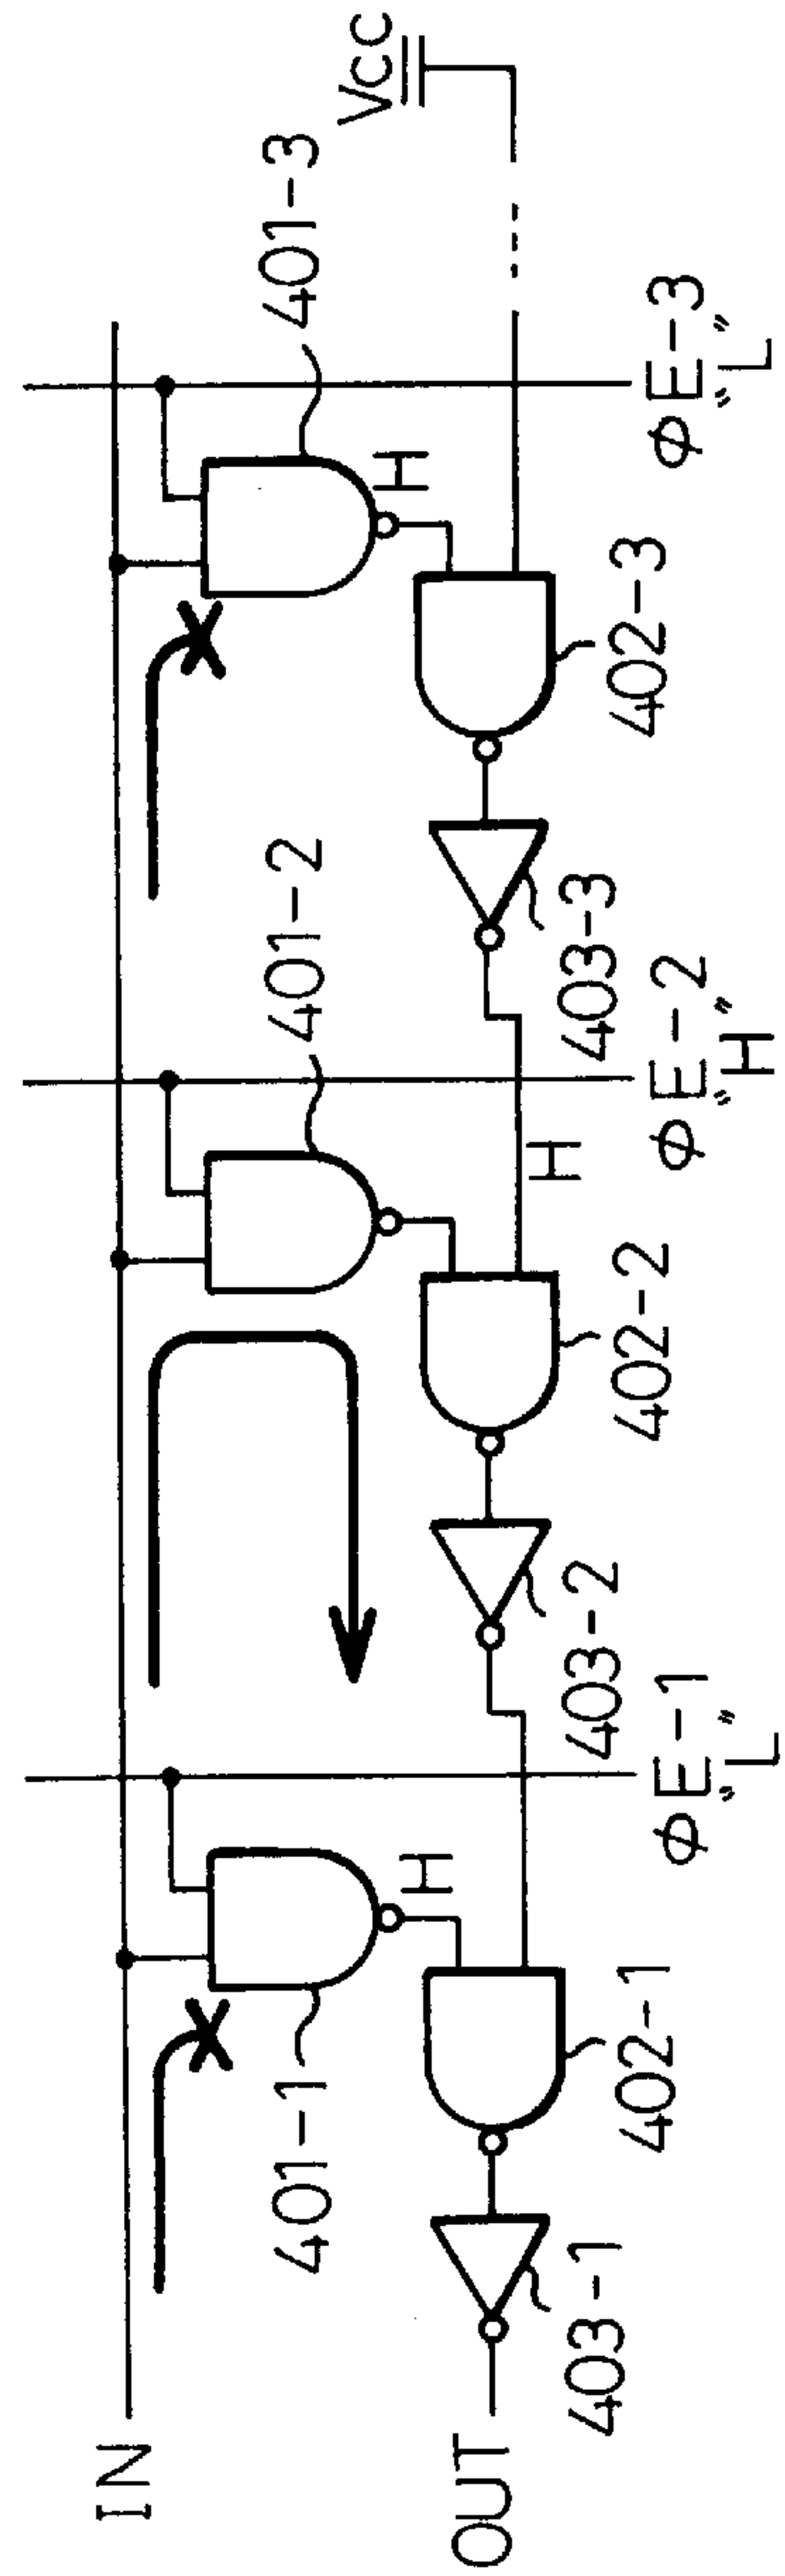 IN
OUT
401-1
H
402-1
403-1
φE-1
"L"
401-2
H
402-2
403-2
φE-2
"H"
401-3
H
402-3
403-3
φE-3
"L"
Vcc